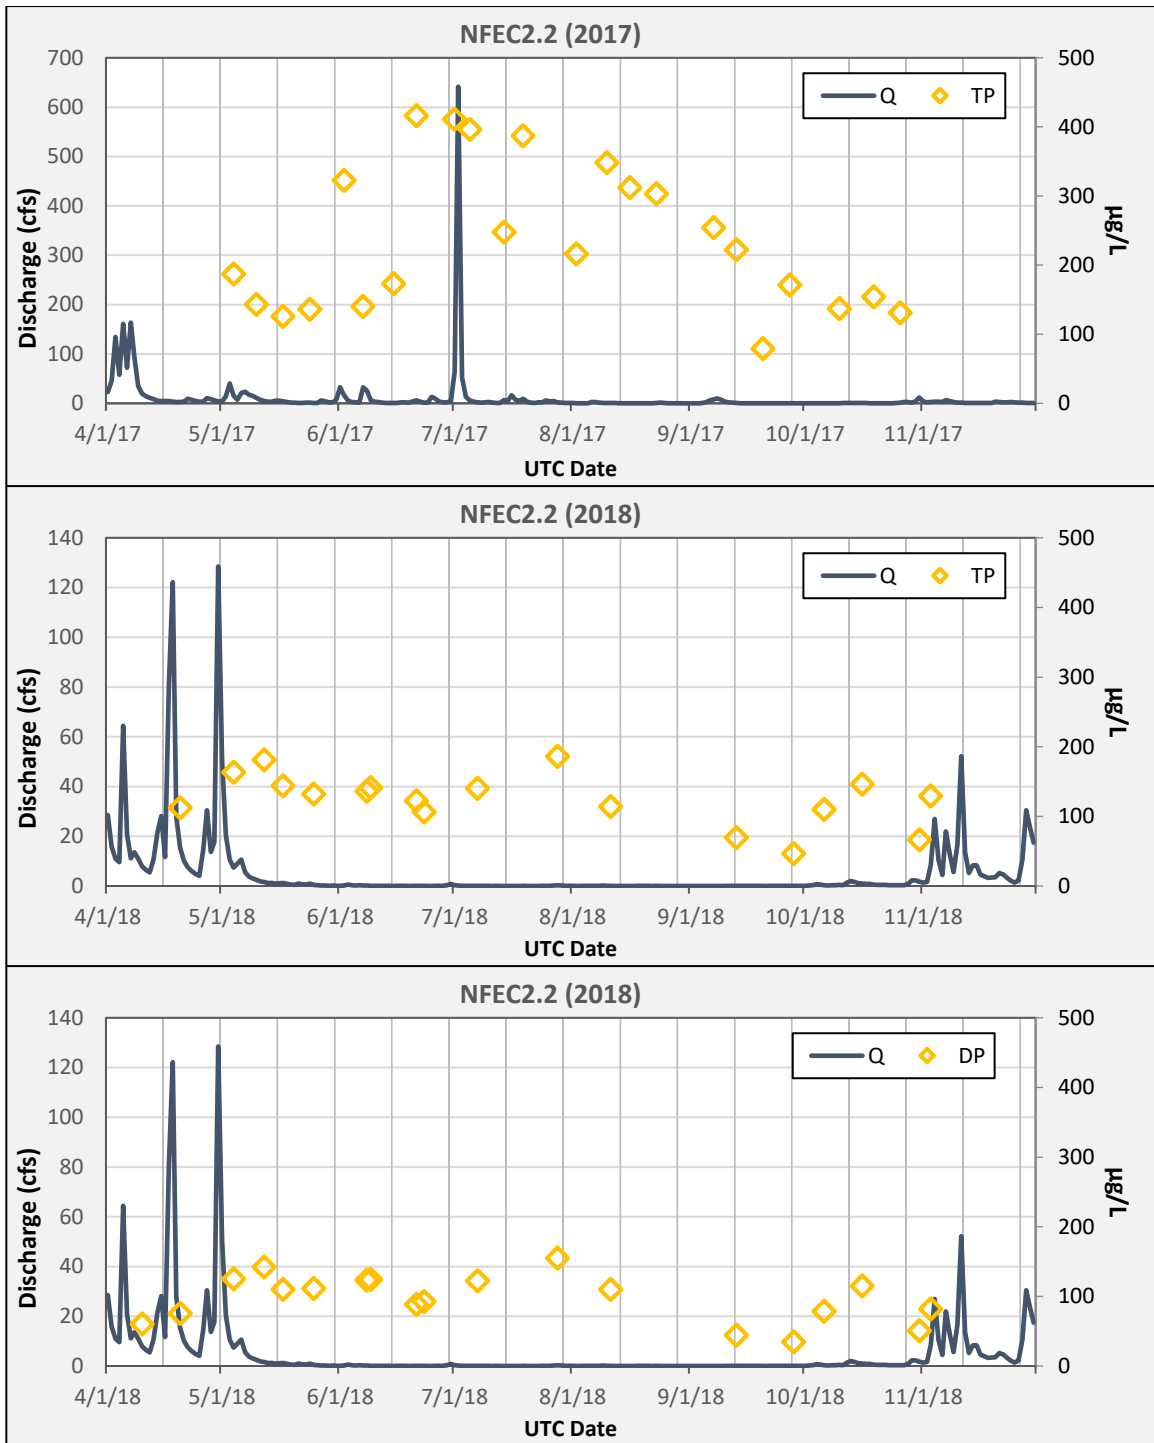 NFEC2.2 (2017)
700
600
500
400
300
200
100
0
Discharge (cfs)
500
400
300
200
100
0
µg/L
Q TP
4/1/17 5/1/17 6/1/17 7/1/17 8/1/17 9/1/17 10/1/17 11/1/17
UTC Date
NFEC2.2 (2018)
140
120
100
80
60
40
20
0
Discharge (cfs)
500
400
300
200
100
0
µg/L
Q TP
4/1/18 5/1/18 6/1/18 7/1/18 8/1/18 9/1/18 10/1/18 11/1/18
UTC Date
NFEC2.2 (2018)
140
120
100
80
60
40
20
0
Discharge (cfs)
500
400
300
200
100
0
µg/L
Q DP
4/1/18 5/1/18 6/1/18 7/1/18 8/1/18 9/1/18 10/1/18 11/1/18
UTC Date